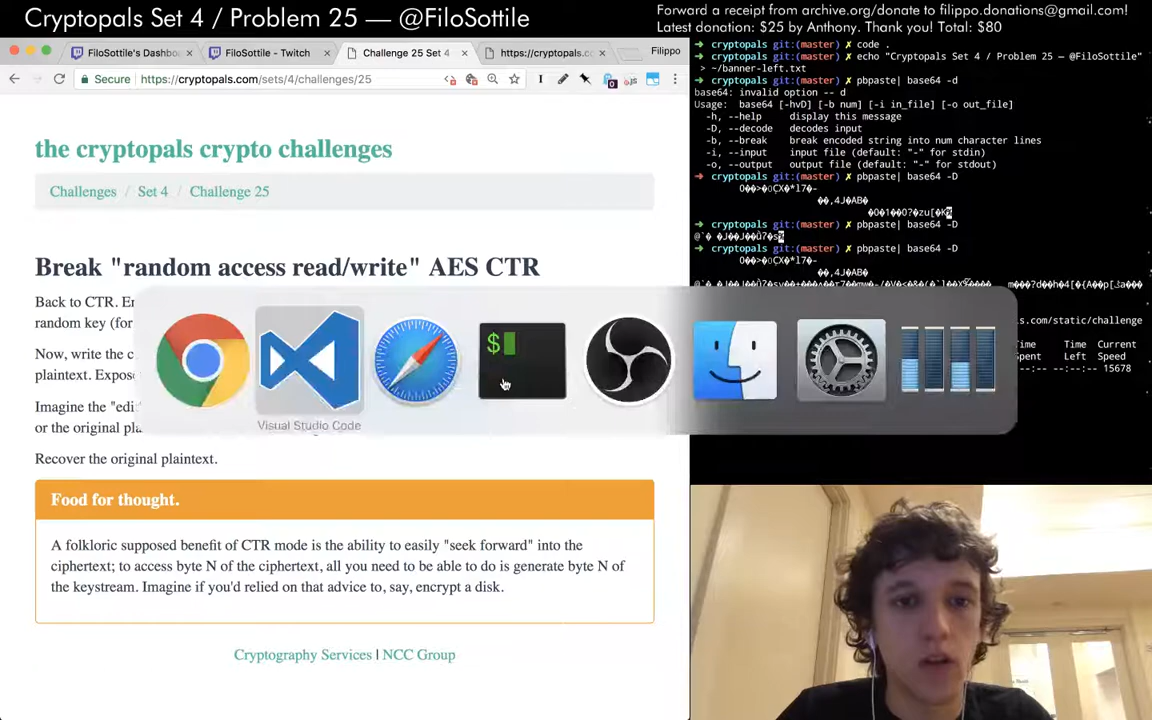 Cryptopals Set 4 / Problem 25 — @FiloSottile
Forward a receipt from archive.org/donate to filippo.donations@gmail.com!
Latest donation: $25 by Anthony. Thank you! Total: $80
FiloSottile's Dashb
FiloSottile - Twitch
Challenge 25 Set 4
https://cryptopals.c
Filippo
Secure
https://cryptopals.com/sets/4/challenges/25
the cryptopals crypto challenges
Challenges / Set 4 / Challenge 25
Break "random access read/write" AES CTR
Back to CTR. En
random key (for
Now, write the c
plaintext. Expos
Imagine the "edi
or the original pla
Recover the original plaintext.
Food for thought.
A folkloric supposed benefit of CTR mode is the ability to easily "seek forward" into the
ciphertext; to access byte N of the ciphertext, all you need to be able to do is generate byte N of
the keystream. Imagine if you'd relied on that advice to, say, encrypt a disk.
Cryptography Services | NCC Group
Visual Studio Code
$
➜ cryptopals git:(master) ✗ code .
➜ cryptopals git:(master) ✗ echo "Cryptopals Set 4 / Problem 25 — @FiloSottile"
> ~/banner-left.txt
➜ cryptopals git:(master) ✗ pbpaste| base64 -d
base64: invalid option -- d
Usage: base64 [-hvD] [-b num] [-i in_file] [-o out_file]
-h, --help display this message
-D, --decode decodes input
-b, --break break encoded string into num character lines
-i, --input input file (default: "-" for stdin)
-o, --output output file (default: "-" for stdout)
➜ cryptopals git:(master) ✗ pbpaste| base64 -D
➜ cryptopals git:(master) ✗ pbpaste| base64 -D
➜ cryptopals git:(master) ✗ pbpaste| base64 -D
ls.com/static/challenge
Time Current
Spent Left Speed
--:--:-- 15678